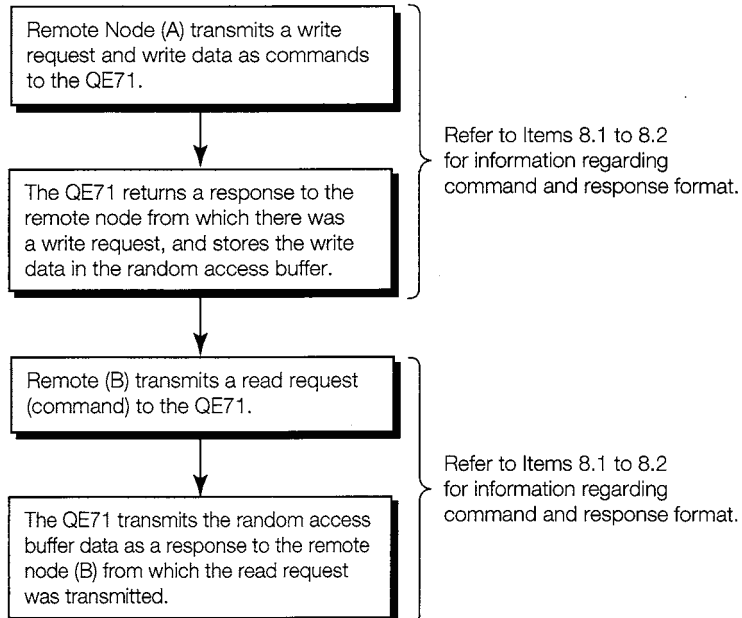 Remote Node (A) transmits a write
request and write data as commands
to the QE71.
Refer to Items 8.1 to 8.2
for information regarding
command and response format.
The QE71 returns a response to the
remote node from which there was
a write request, and stores the write
data in the random access buffer.
Remote (B) transmits a read request
(command) to the QE71.
Refer to Items 8.1 to 8.2
for information regarding
command and response format.
The QE71 transmits the random access
buffer data as a response to the remote
node (B) from which the read request
was transmitted.